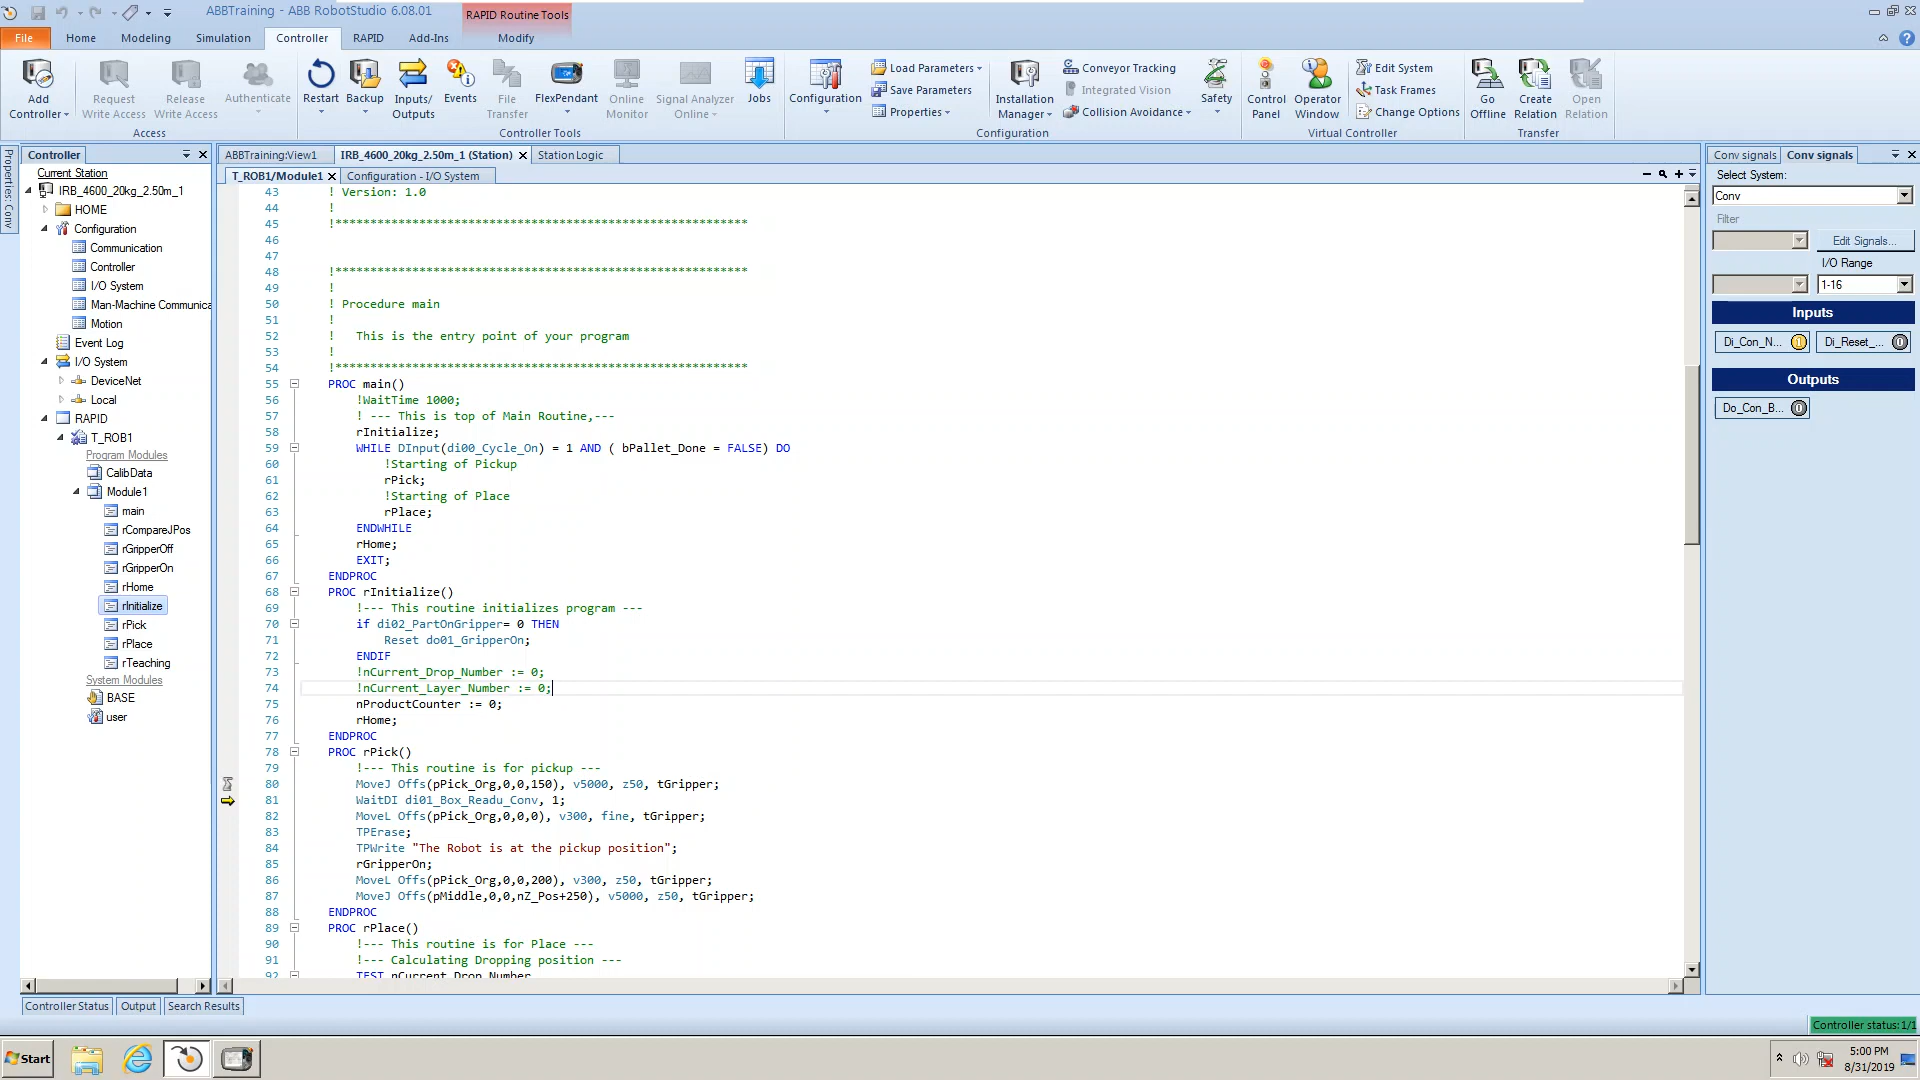 ABBTraining - ABB RobotStudio 6.08.01
RAPID Routine Tools
File
Home
Modeling
Simulation
Controller
RAPID
Add-Ins
Modify
Add Controller
Request Write Access
Release Write Access
Authenticate
Access
Restart
Backup
Inputs/ Outputs
Events
File Transfer
FlexPendant
Online Monitor
Signal Analyzer Online
Jobs
Controller Tools
Configuration
Load Parameters
Save Parameters
Properties
Installation Manager
Conveyor Tracking
Integrated Vision
Collision Avoidance
Safety
Configuration
Control Panel
Operator Window
Edit System
Task Frames
Change Options
Virtual Controller
Go Offline
Create Relation
Open Relation
Transfer
Properties: Conv
Controller
Current Station
IRB_4600_20kg_2.50m_1
HOME
Configuration
Communication
Controller
I/O System
Man-Machine Communica
Motion
Event Log
I/O System
DeviceNet
Local
RAPID
T_ROB1
Program Modules
CalibData
Module1
main
rCompareJPos
rGripperOff
rGripperOn
rHome
rInitialize
rPick
rPlace
rTeaching
System Modules
BASE
user
ABBTraining:View1
IRB_4600_20kg_2.50m_1 (Station)
Station Logic
T_ROB1/Module1
Configuration - I/O System
43 ! Version: 1.0
44 !
45 !***********************************************************
46
47
48 !***********************************************************
49 !
50 ! Procedure main
51 !
52 !   This is the entry point of your program
53 !
54 !***********************************************************
55 PROC main()
56 !WaitTime 1000;
57 ! --- This is top of Main Routine,---
58 rInitialize;
59 WHILE DInput(di00_Cycle_On) = 1 AND ( bPallet_Done = FALSE) DO
60 !Starting of Pickup
61 rPick;
62 !Starting of Place
63 rPlace;
64 ENDWHILE
65 rHome;
66 EXIT;
67 ENDPROC
68 PROC rInitialize()
69 !--- This routine initializes program ---
70 if di02_PartOnGripper= 0 THEN
71 Reset do01_GripperOn;
72 ENDIF
73 !nCurrent_Drop_Number := 0;
74 !nCurrent_Layer_Number := 0;
75 nProductCounter := 0;
76 rHome;
77 ENDPROC
78 PROC rPick()
79 !--- This routine is for pickup ---
80 MoveJ Offs(pPick_Org,0,0,150), v5000, z50, tGripper;
81 WaitDI di01_Box_Readu_Conv, 1;
82 MoveL Offs(pPick_Org,0,0,0), v300, fine, tGripper;
83 TPErase;
84 TPWrite "The Robot is at the pickup position";
85 rGripperOn;
86 MoveL Offs(pPick_Org,0,0,200), v300, z50, tGripper;
87 MoveJ Offs(pMiddle,0,0,nZ_Pos+250), v5000, z50, tGripper;
88 ENDPROC
89 PROC rPlace()
90 !--- This routine is for Place ---
91 !--- Calculating Dropping position ---
92 TEST nCurrent_Drop_Number
Conv signals
Conv signals
Select System:
Conv
Filter
Edit Signals...
I/O Range
1-16
Inputs
Di_Con_N... 1
Di_Reset_... 0
Outputs
Do_Con_B... 0
Controller Status
Output
Search Results
Controller status: 1/1
Start
5:00 PM
8/31/2019